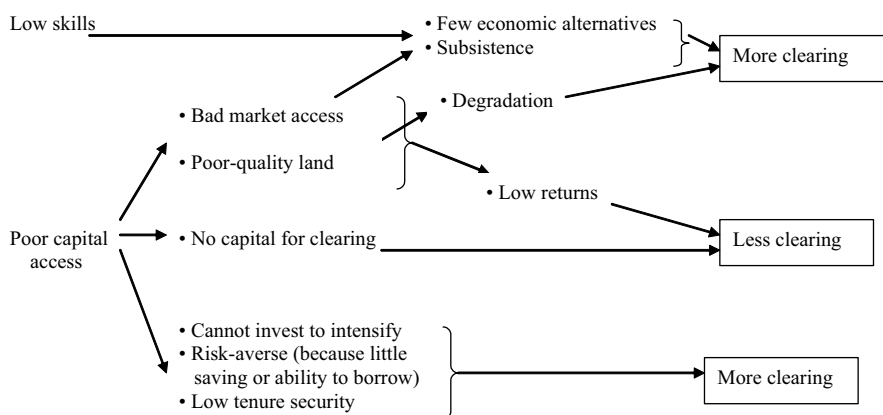 Low skills
• Few economic alternatives
• Subsistence
More clearing
• Degradation
• Bad market access
• Poor-quality land
• Low returns
Poor capital
access
• No capital for clearing
Less clearing
• Cannot invest to intensify
• Risk-averse (because little
saving or ability to borrow)
• Low tenure security
More clearing